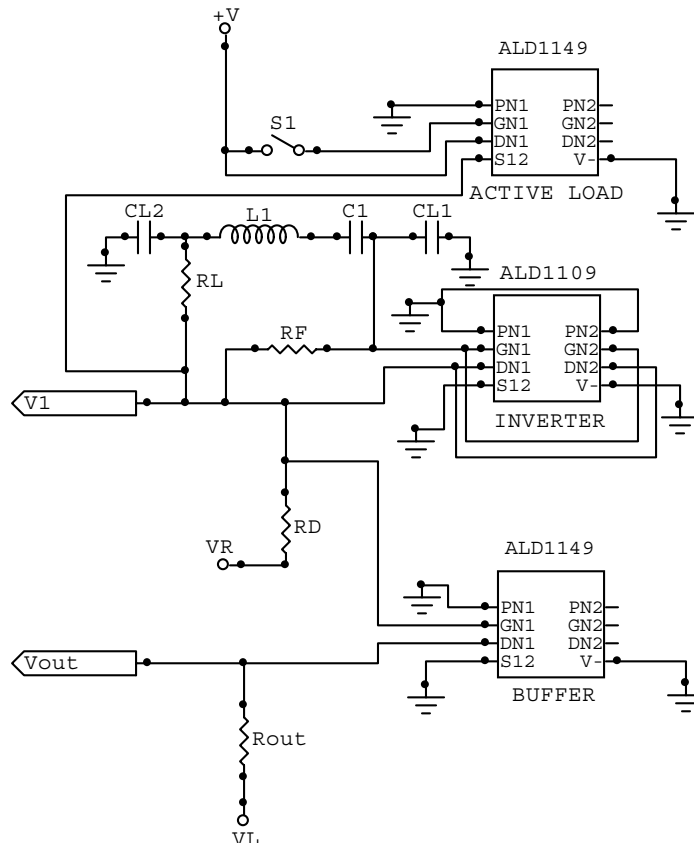 +V
ALD1149
PN1 PN2
GN1 GN2
DN1 DN2
S12 V-
S1
ACTIVE LOAD
CL2 L1 C1 CL1
RL
ALD1109
RF
PN1 PN2
GN1 GN2
DN1 DN2
S12 V-
V1
INVERTER
RD
VR
ALD1149
PN1 PN2
GN1 GN2
DN1 DN2
S12 V-
Vout
BUFFER
Rout
VL